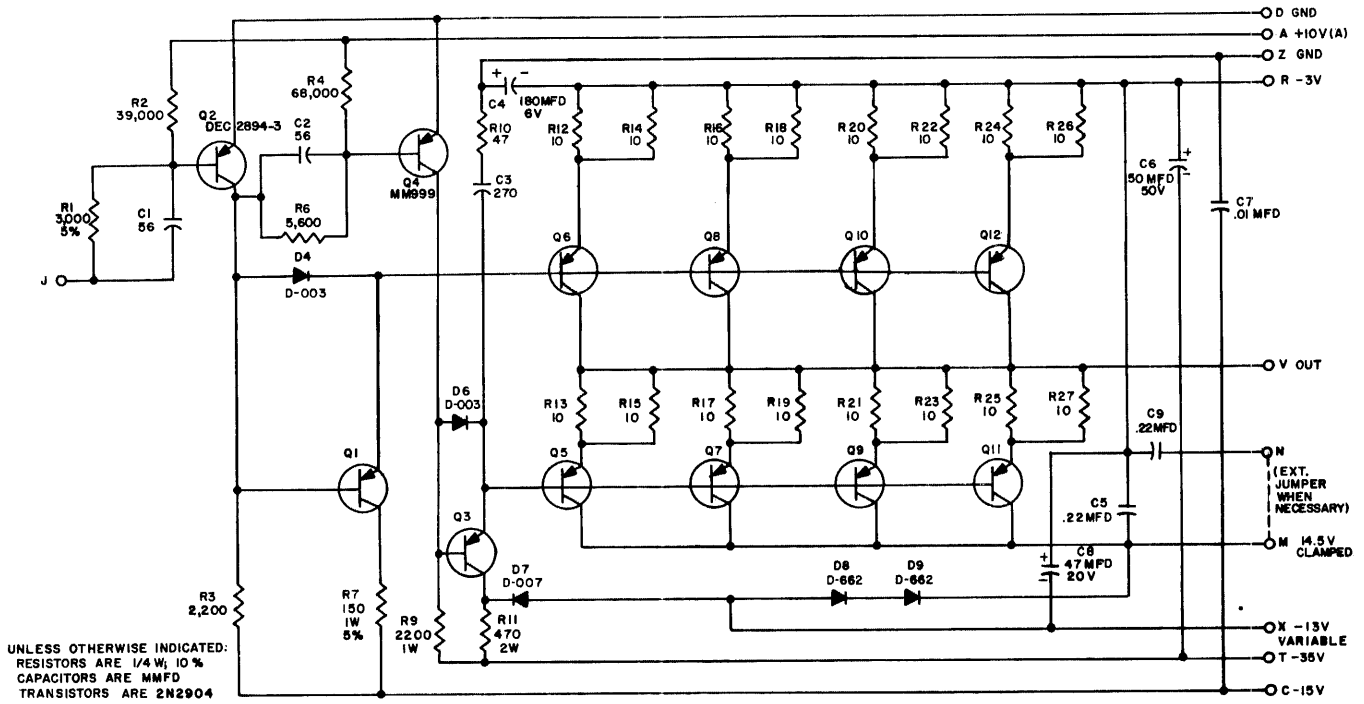 D GND
A +10V(A)
Z GND
R -3V
R2
39,000
Q2
DEC 2894-3
R4
68,000
C2
56
C4
180MFD
6V
R10
47
R12
10
R14
10
R16
10
R18
10
R20
10
R22
10
R24
10
R26
10
Q4
MM999
C3
270
C6
50 MFD
50V
C7
.01 MFD
R1
3,000
5%
C1
56
R6
5,600
J
D4
D-003
Q6
Q8
Q10
Q12
V OUT
D6
D-003
R13
10
R15
10
R17
10
R19
10
R21
10
R23
10
R25
10
R27
10
C9
.22MFD
Q1
Q5
Q7
Q9
Q11
N
(EXT.
JUMPER
WHEN
NECESSARY)
C5
.22MFD
Q3
M 14.5V
CLAMPED
C8
47 MFD
20V
D7
D-007
D8
D-662
D9
D-662
R3
2,200
R7
150
1W
5%
R9
2200
1W
R11
470
2W
X -13V
VARIABLE
T -35V
C -15V
UNLESS OTHERWISE INDICATED:
RESISTORS ARE 1/4 W; 10 %
CAPACITORS ARE MMFD
TRANSISTORS ARE 2N2904